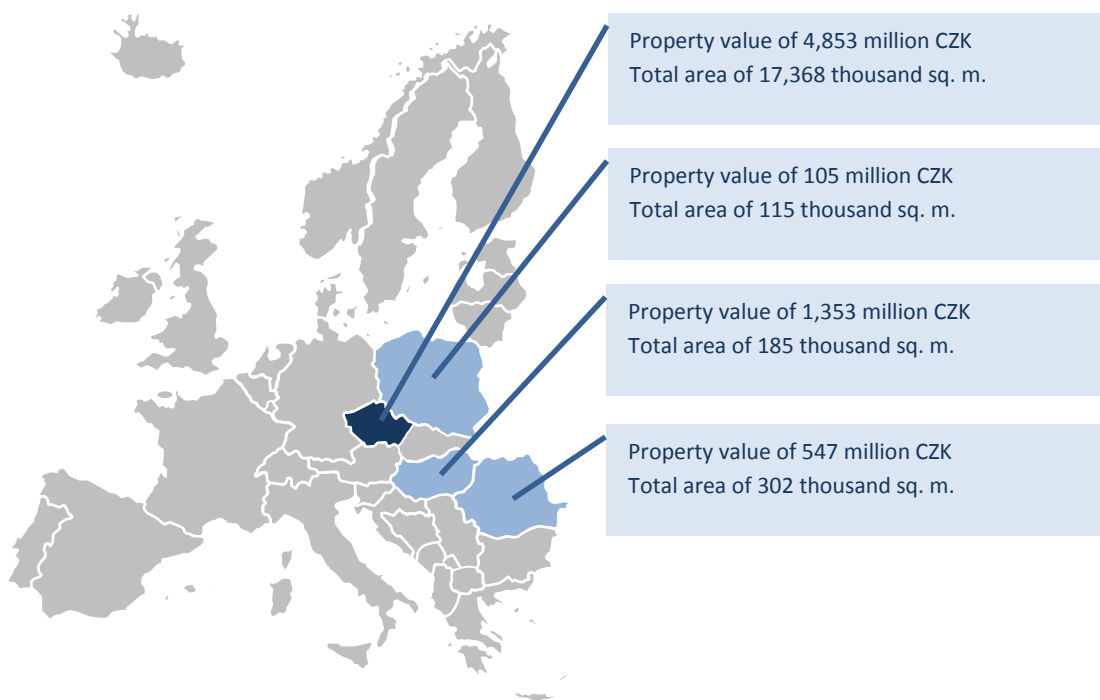 Property value of 4,853 million CZK
Total area of 17,368 thousand sq. m.
Property value of 105 million CZK
Total area of 115 thousand sq. m.
Property value of 1,353 million CZK
Total area of 185 thousand sq. m.
Property value of 547 million CZK
Total area of 302 thousand sq. m.